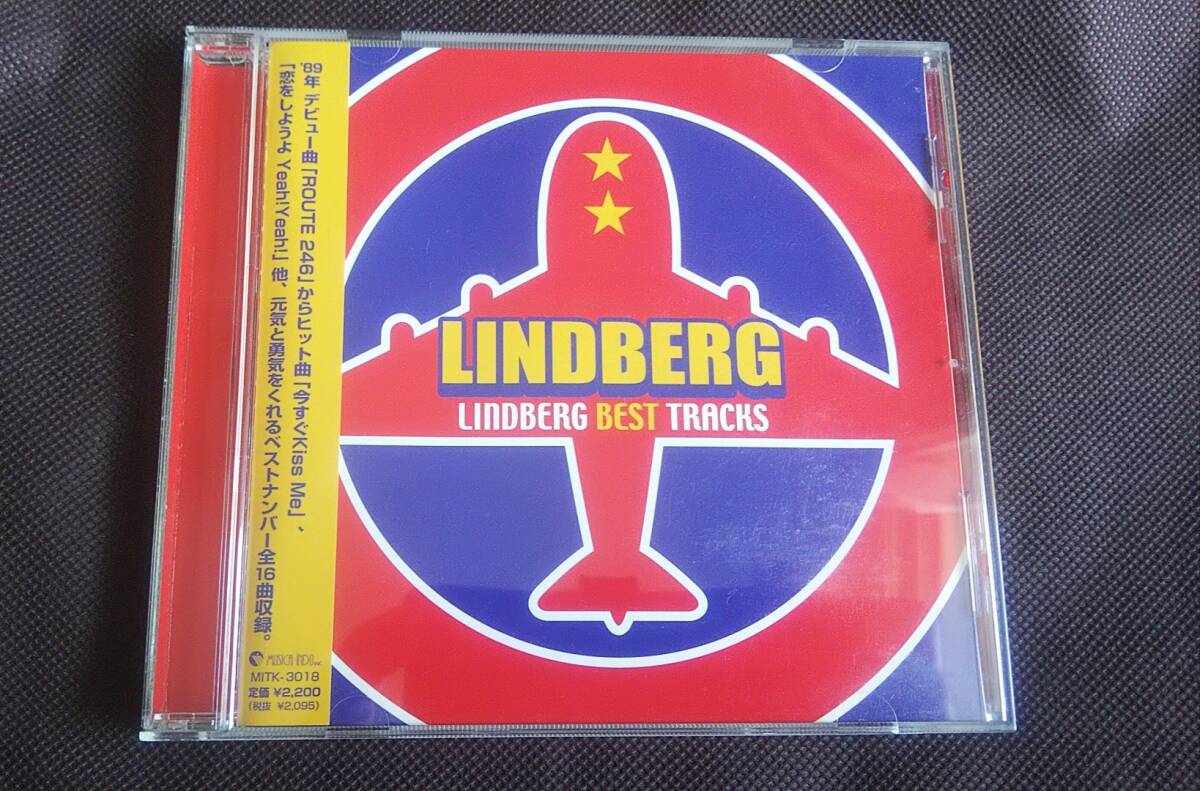 '89年 デビュー曲「ROUTE 246」からヒット曲「今すぐKiss Me」、
「恋をしようよ Yeah!Yeah!」他、元気と勇気をくれるベストナンバー全16曲収録。
MUSICA INDO INC.
MITK-3018
定価 ¥2,200
(税抜 ¥2,095)
LINDBERG
LINDBERG BEST TRACKS